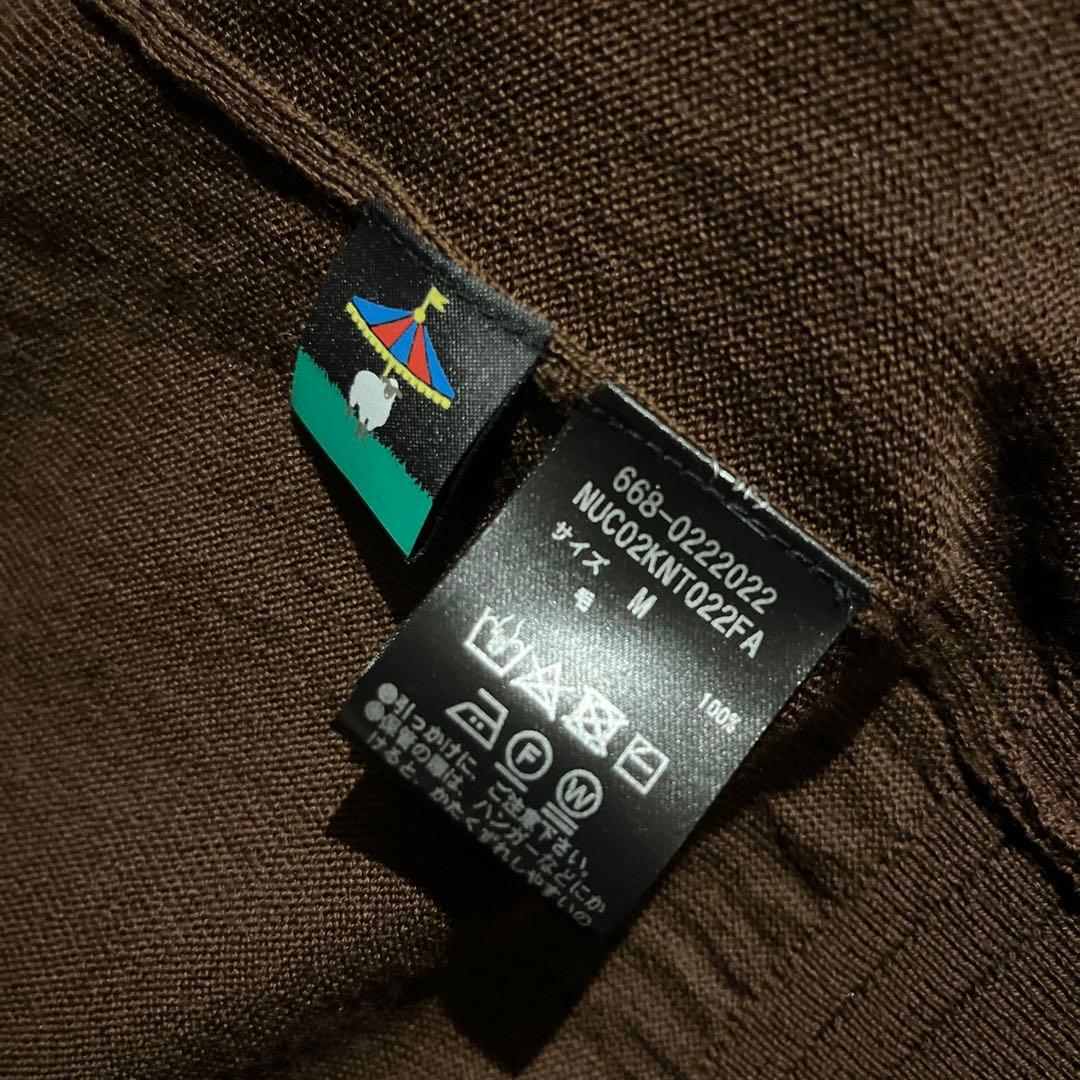 668-0222022
NUC02KNT022FA
サイズ M
毛 100%
F W
●引っかけに、ご注意下さい。
●保管の際は、ハンガーなどにか
けると、かたくずれしやすいの